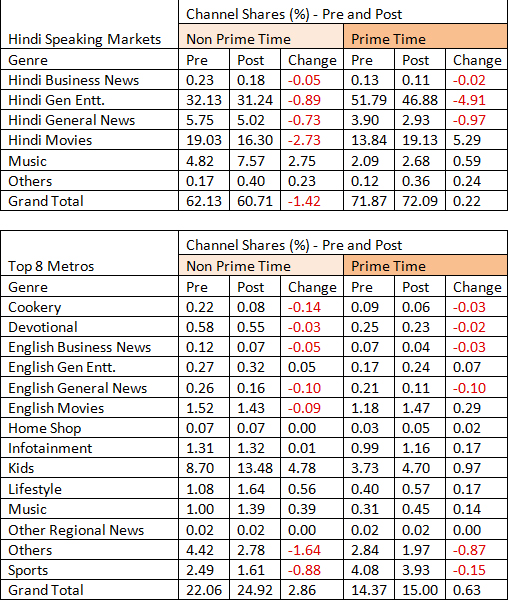 Channel Shares (%) - Pre and Post
Hindi Speaking Markets Non Prime Time Prime Time
Genre Pre Post Change Pre Post Change
Hindi Business News 0.23 0.18 -0.05 0.13 0.11 -0.02
Hindi Gen Entt. 32.13 31.24 -0.89 51.79 46.88 -4.91
Hindi General News 5.75 5.02 -0.73 3.90 2.93 -0.97
Hindi Movies 19.03 16.30 -2.73 13.84 19.13 5.29
Music 4.82 7.57 2.75 2.09 2.68 0.59
Others 0.17 0.40 0.23 0.12 0.36 0.24
Grand Total 62.13 60.71 -1.42 71.87 72.09 0.22
Channel Shares (%) - Pre and Post
Top 8 Metros Non Prime Time Prime Time
Genre Pre Post Change Pre Post Change
Cookery 0.22 0.08 -0.14 0.09 0.06 -0.03
Devotional 0.58 0.55 -0.03 0.25 0.23 -0.02
English Business News 0.12 0.07 -0.05 0.07 0.04 -0.03
English Gen Entt. 0.27 0.32 0.05 0.17 0.24 0.07
English General News 0.26 0.16 -0.10 0.21 0.11 -0.10
English Movies 1.52 1.43 -0.09 1.18 1.47 0.29
Home Shop 0.07 0.07 0.00 0.03 0.05 0.02
Infotainment 1.31 1.32 0.01 0.99 1.16 0.17
Kids 8.70 13.48 4.78 3.73 4.70 0.97
Lifestyle 1.08 1.64 0.56 0.40 0.57 0.17
Music 1.00 1.39 0.39 0.31 0.45 0.14
Other Regional News 0.02 0.02 0.00 0.02 0.02 0.00
Others 4.42 2.78 -1.64 2.84 1.97 -0.87
Sports 2.49 1.61 -0.88 4.08 3.93 -0.15
Grand Total 22.06 24.92 2.86 14.37 15.00 0.63